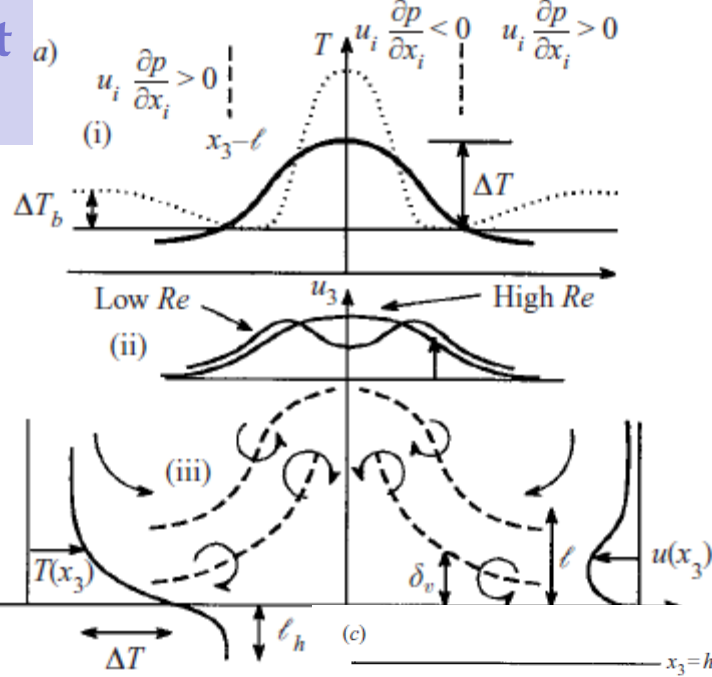 t
a)
u_i ∂p/∂x_i > 0
T
u_i ∂p/∂x_i < 0
u_i ∂p/∂x_i > 0
(i)
x_3–ℓ
ΔT
ΔT_b
Low Re
u_3
High Re
(ii)
(iii)
T(x_3)
δ_v
ℓ
u(x_3)
ΔT
ℓ_h
(c)
x_3=h